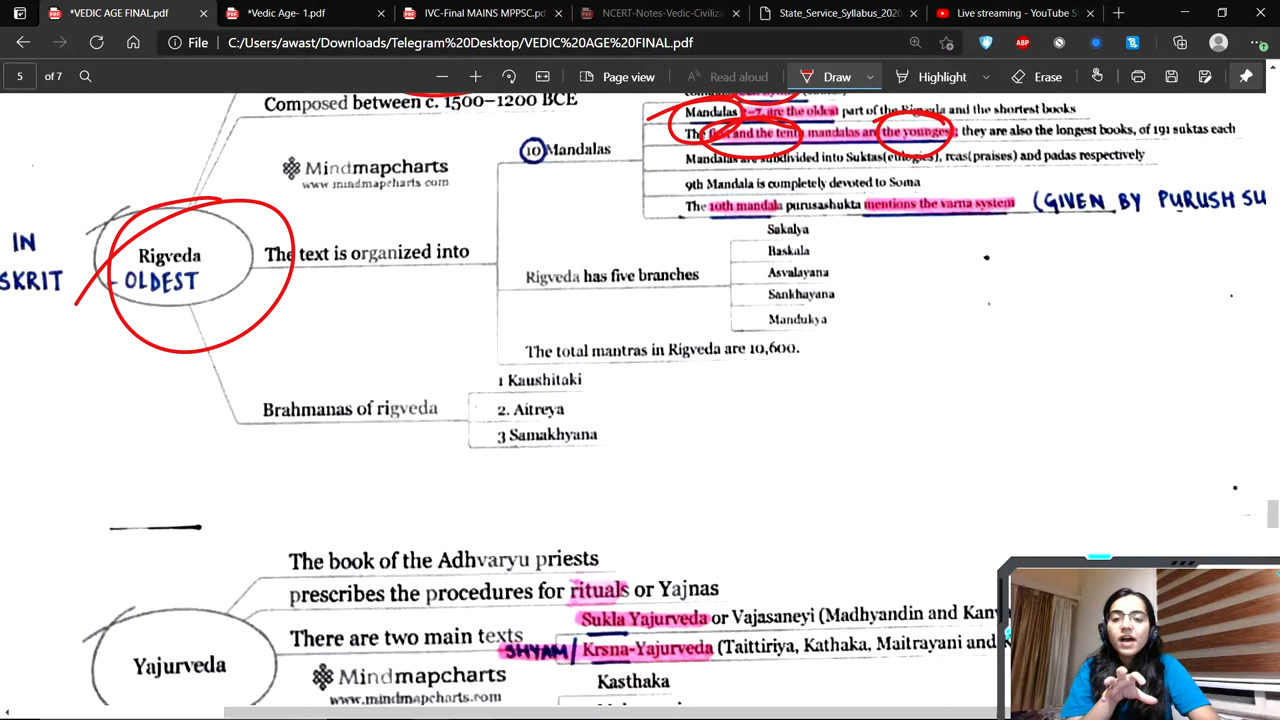 *VEDIC AGE FINAL.pdf
*Vedic Age- 1.pdf
IVC-Final MAINS MPPSC.pd
NCERT-Notes-Vedic-Civiliza
State_Service_Syllabus_2020
Live streaming - YouTube S
File C:/Users/awast/Downloads/Telegram%20Desktop/VEDIC%20AGE%20FINAL.pdf
5 of 7
Page view
Read aloud
Draw
Highlight
Erase
Composed between c. 1500–1200 BCE
Mandalas 2–7 are the oldest part of the Rigveda and the shortest books
The first and the tenth mandalas are the youngest; they are also the longest books, of 191 suktas each
10 Mandalas
Mandalas are subdivided into Suktas(eulogies), rcas(praises) and padas respectively
Mindmapcharts
www.mindmapcharts.com
9th Mandala is completely devoted to Soma
The 10th mandala purusashukta mentions the varna system (GIVEN BY PURUSH SU
IN
SKRIT
Rigveda
- OLDEST
The text is organized into
Sakalya
Baskala
Rigveda has five branches
Asvalayana
Sankhayana
Mandukya
The total mantras in Rigveda are 10,600.
Brahmanas of rigveda
1 Kaushitaki
2. Aitreya
3 Samakhyana
The book of the Adhvaryu priests
prescribes the procedures for rituals or Yajnas
Yajurveda
There are two main texts
Sukla Yajurveda or Vajasaneyi (Madhyandin and Kan
SHYAM/ Krsna-Yajurveda (Taittiriya, Kathaka, Maitrayani and
Mindmapcharts
www.mindmapcharts.com
Kasthaka